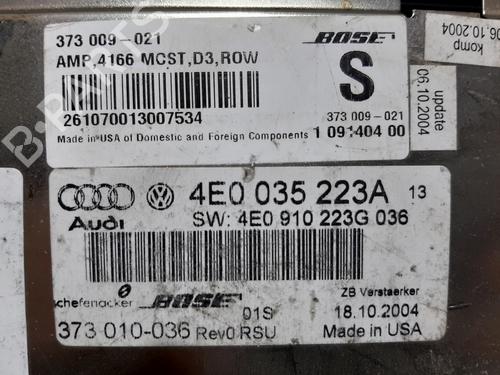 373 009-021
BOSE
AMP,4166 MCST,D3,ROW
261070013007534
S
373 009-021
Made in USA of Domestic and Foreign Components
1 091404 00
komp
06.10.2004
update
06.10.2004
B-PARTS
4E0 035 223A 13
Audi
SW: 4E0 910 223G 036
schefenacker
BOSE
01S
ZB Verstaerker
18.10.2004
373 010-036 Rev0 RSU
Made in USA